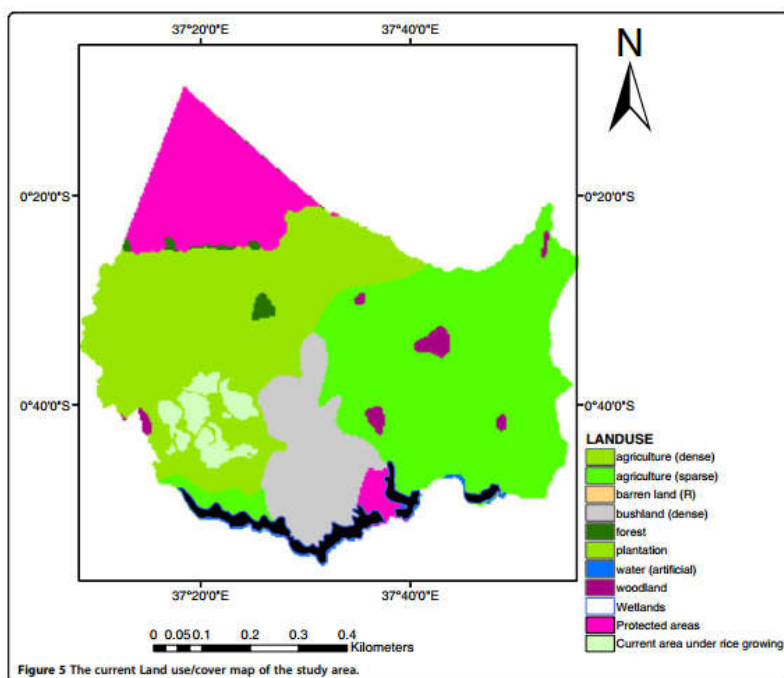 37°20'0"E 37°40'0"E
N
0°20'0"S 0°20'0"S
0°40'0"S 0°40'0"S
LANDUSE
agriculture (dense)
agriculture (sparse)
barren land (R)
bushland (dense)
forest
plantation
water (artificial)
woodland
Wetlands
Protected areas
Current area under rice growing
37°20'0"E 37°40'0"E
0 0.05 0.1 0.2 0.3 0.4
Kilometers
Figure 5 The current Land use/cover map of the study area.